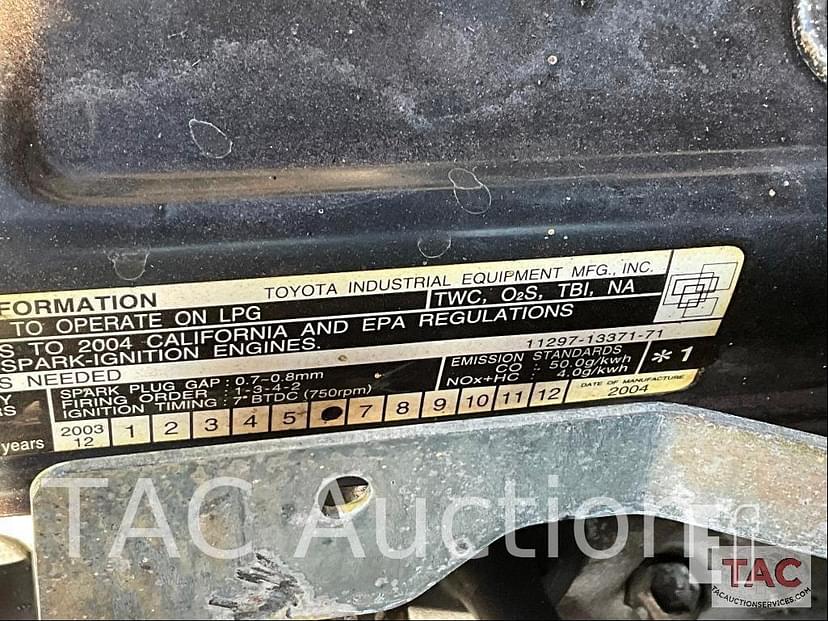 TOYOTA INDUSTRIAL EQUIPMENT MFG., INC.
FORMATION
TWC, O2S, TBI, NA
TO OPERATE ON LPG
S TO 2004 CALIFORNIA AND EPA REGULATIONS
SPARK-IGNITION ENGINES.
11297-13371-71
S NEEDED
SPARK PLUG GAP : 0.7~0.8mm
FIRING ORDER : 1-3-4-2
IGNITION TIMING : 7° BTDC (750rpm)
EMISSION STANDARDS
CO : 50.0g/kwh
NOx+HC : 4.0g/kwh
*1
Y
RS
years
2003 12 1 2 3 4 5 7 8 9 10 11 12
DATE OF MANUFACTURE
2004
TAC Auction
TAC
TACAUCTIONSERVICES.COM